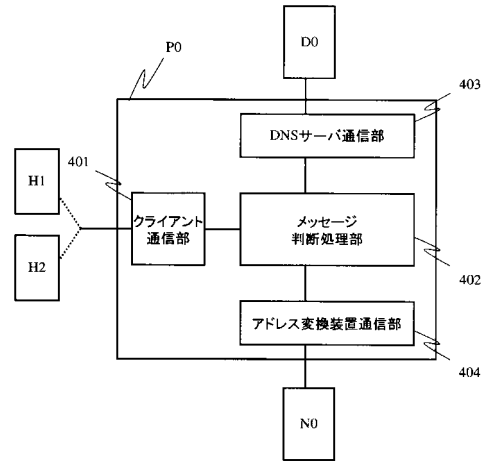 P0
D0
403
DNSサーバ通信部
401
H1
H2
クライアント
通信部
メッセージ
判断処理部
402
アドレス変換装置通信部
404
N0